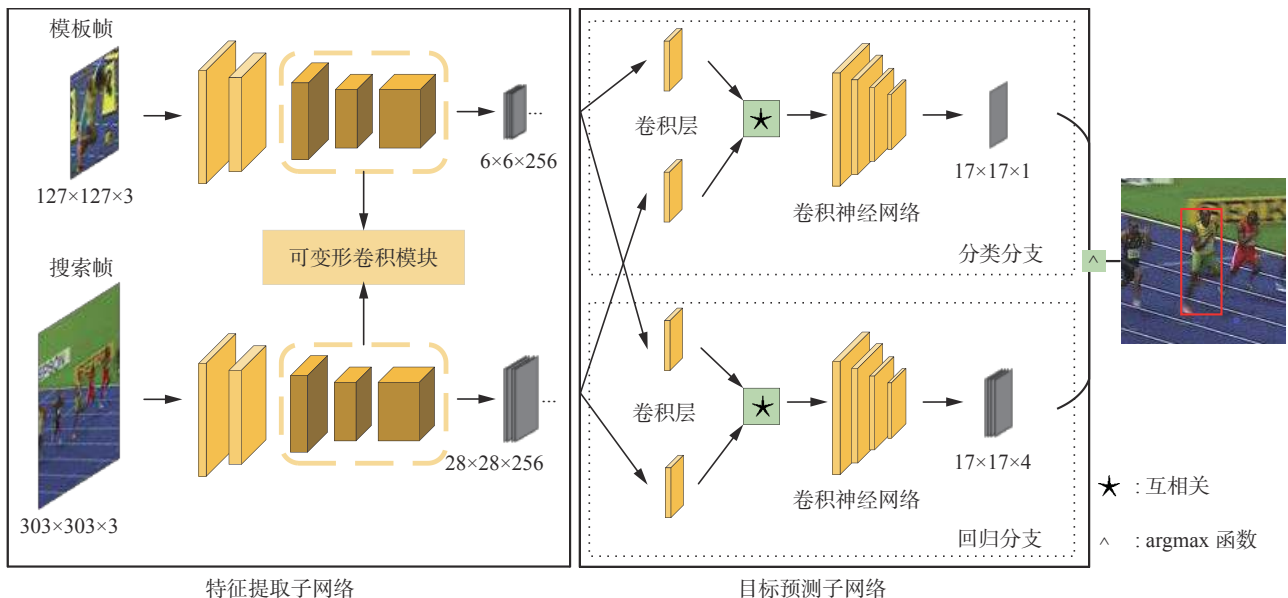 模板帧
127×127×3
6×6×256
...
可变形卷积模块
搜索帧
303×303×3
28×28×256
...
特征提取子网络
卷积层
卷积神经网络
17×17×1
分类分支
卷积层
卷积神经网络
17×17×4
回归分支
目标预测子网络
^
★ : 互相关
^ : argmax 函数